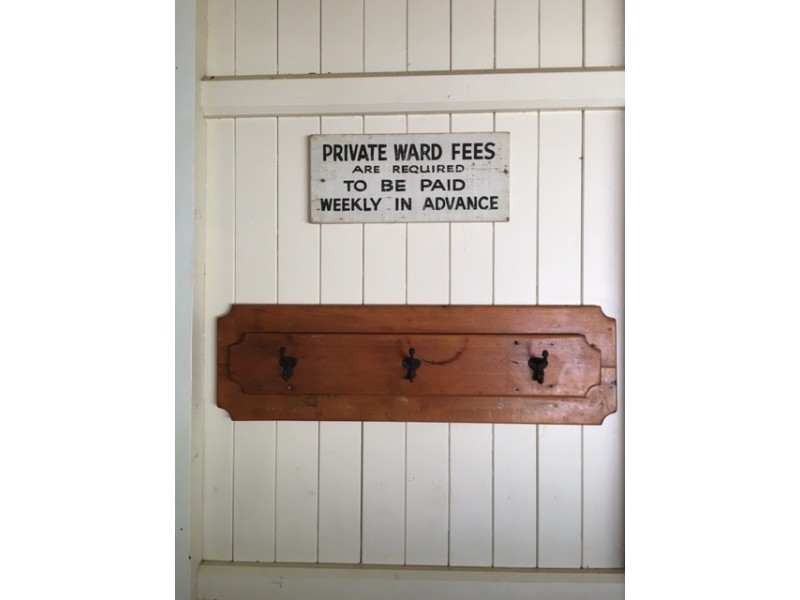 PRIVATE WARD FEES
ARE REQUIRED
TO BE PAID
WEEKLY IN ADVANCE